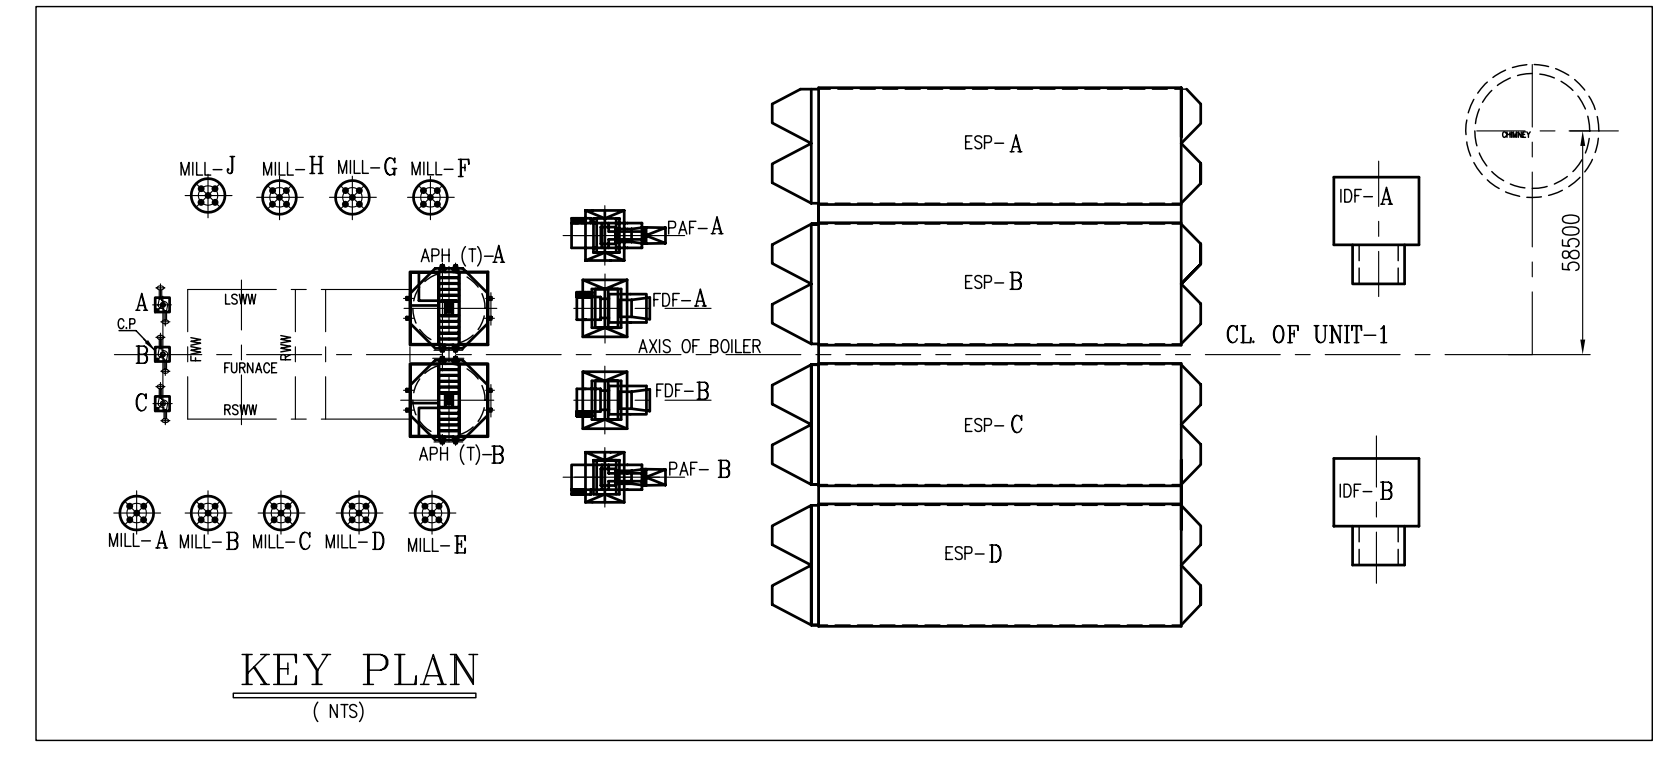 CHIMNEY
ESP-A
MILL-J
MILL-H
MILL-G
MILL-F
IDF-A
PAF-A
58500
APH (T)-A
ESP-B
A
LSWW
FDF-A
C.P
CL. OF UNIT-1
B
FWW
RWW
AXIS OF BOILER
FURNACE
FDF-B
C
RSWW
ESP-C
APH (T)-B
PAF-B
IDF-B
MILL-A
MILL-B
MILL-C
MILL-D
MILL-E
ESP-D
KEY PLAN
( NTS)